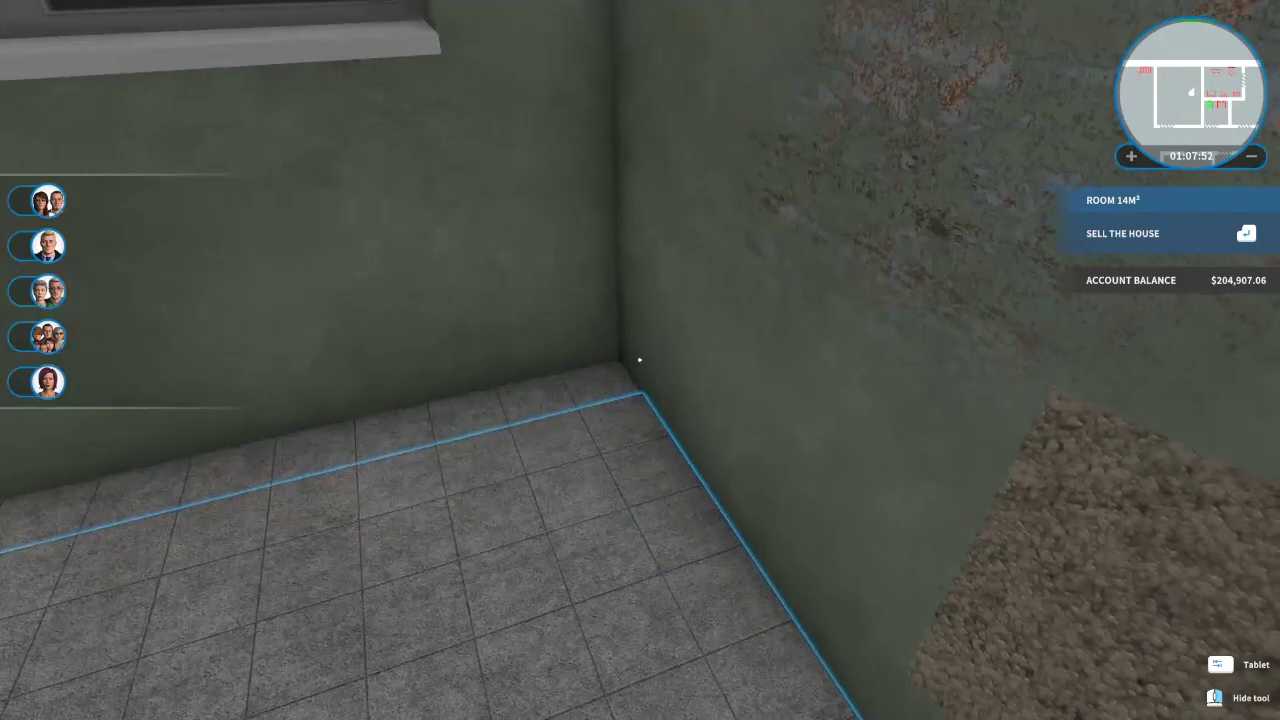 01:07:52
ROOM 14M²
SELL THE HOUSE
ACCOUNT BALANCE $204,907.06
Tablet
Hide tool